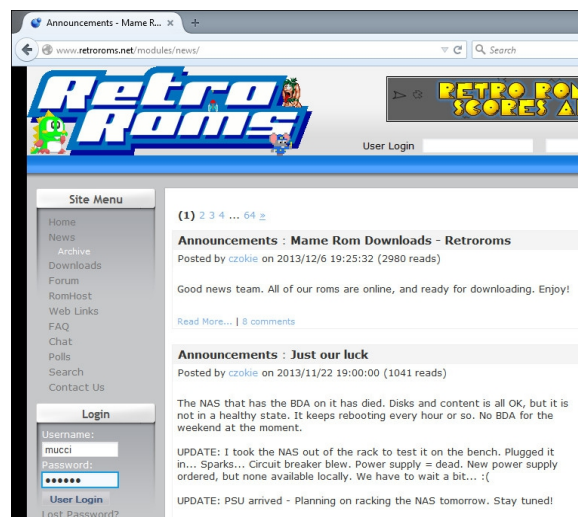 Announcements - Mame R...
www.retroroms.net/modules/news/
Search
Retro
Roms
RETRO ROM
SCORES A
User Login
Site Menu
Home
News
Archive
Downloads
Forum
RomHost
Web Links
FAQ
Chat
Polls
Search
Contact Us
Login
Username:
mucci
Password:
●●●●●●
User Login
Lost Password?
(1) 2 3 4 ... 64 »
Announcements : Mame Rom Downloads - Retroroms
Posted by czokie on 2013/12/6 19:25:32 (2980 reads)
Good news team. All of our roms are online, and ready for downloading. Enjoy!
Read More... | 8 comments
Announcements : Just our luck
Posted by czokie on 2013/11/22 19:00:00 (1041 reads)
The NAS that has the BDA on it has died. Disks and content is all OK, but it is
not in a healthy state. It keeps rebooting every hour or so. No BDA for the
weekend at the moment.
UPDATE: I took the NAS out of the rack to test it on the bench. Plugged it
in... Sparks... Circuit breaker blew. Power supply = dead. New power supply
ordered, but none available locally. We have to wait a bit... :(
UPDATE: PSU arrived - Planning on racking the NAS tomorrow. Stay tuned!